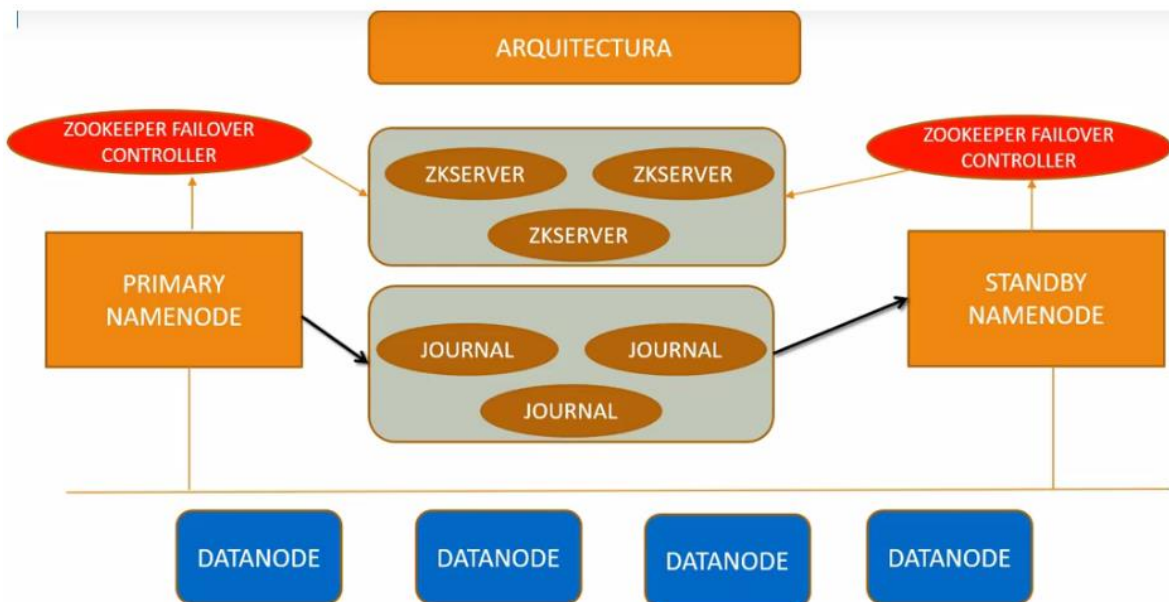 ARQUITECTURA
ZOOKEEPER FAILOVER
CONTROLLER
ZKSERVER
ZKSERVER
ZKSERVER
ZOOKEEPER FAILOVER
CONTROLLER
PRIMARY
NAMENODE
JOURNAL
JOURNAL
JOURNAL
STANDBY
NAMENODE
DATANODE
DATANODE
DATANODE
DATANODE